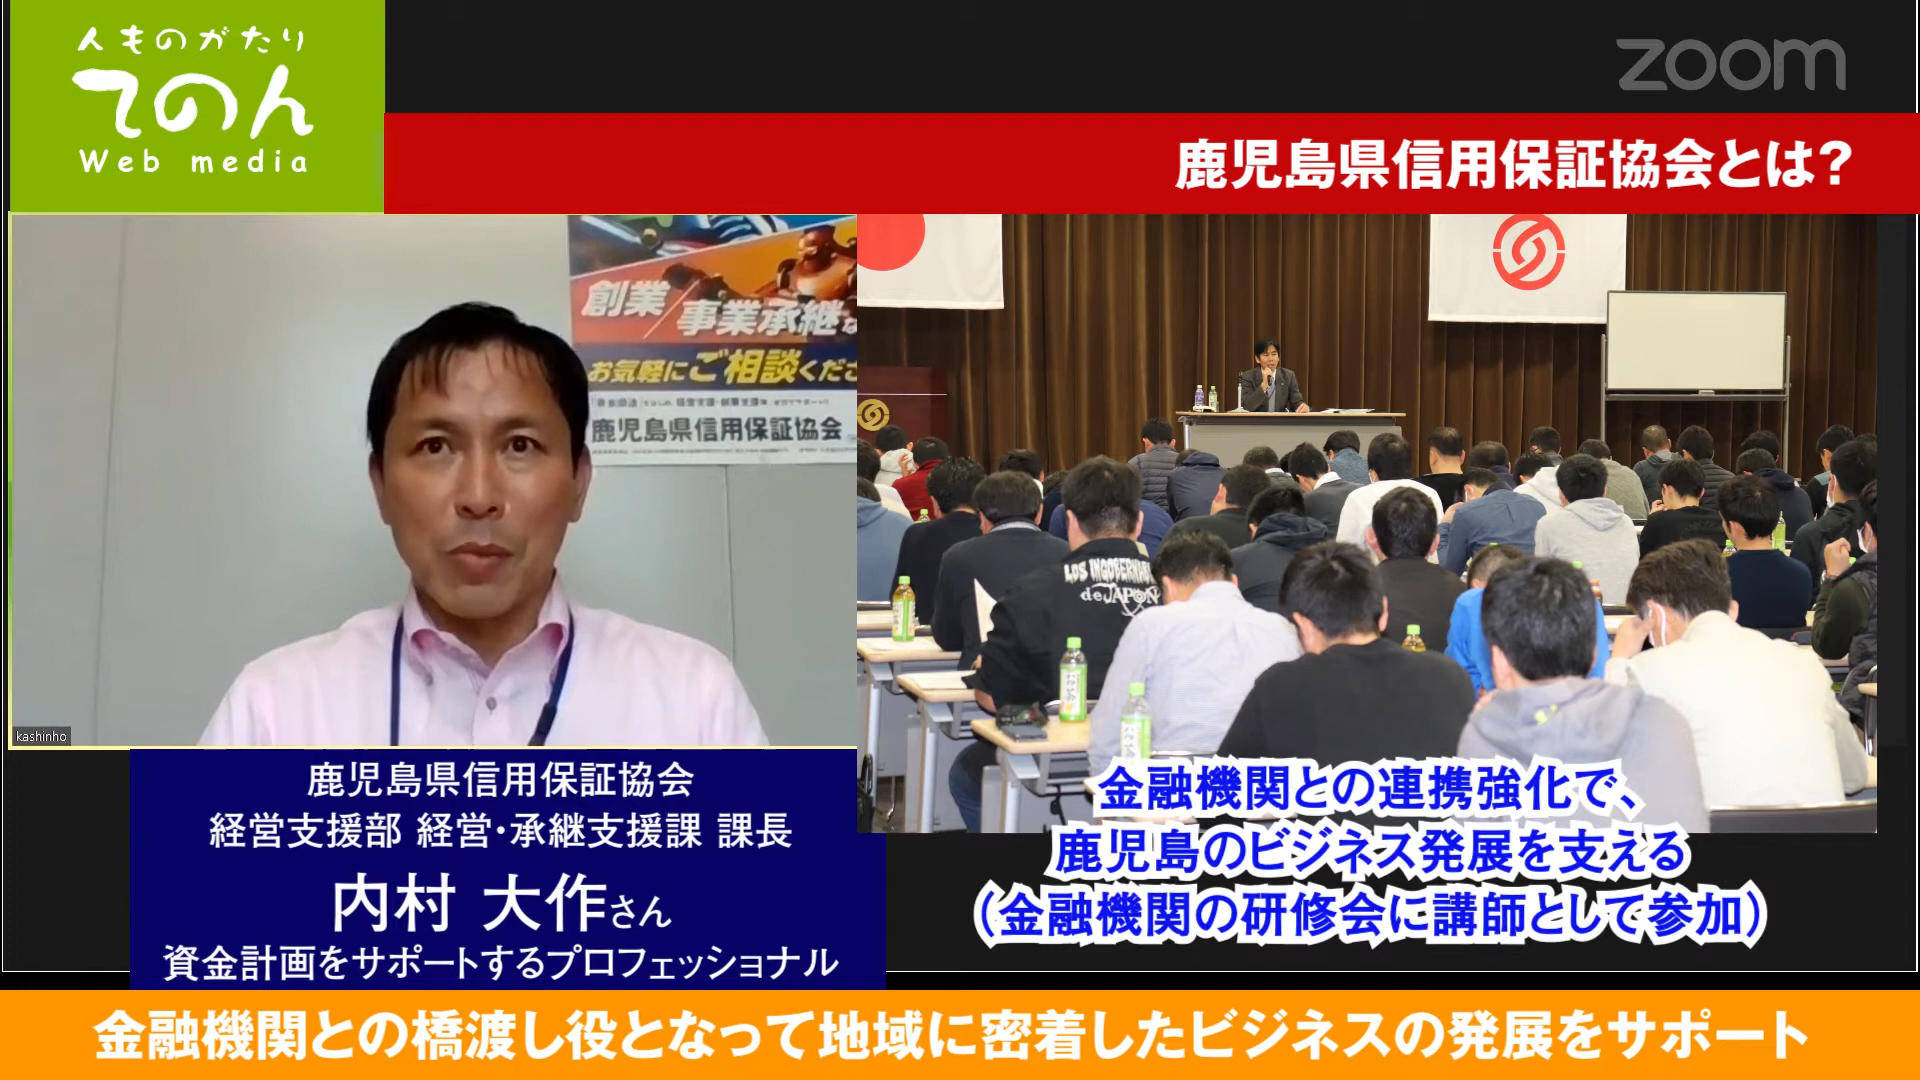 人ものがたり
てのん
Web media
zoom
鹿児島県信用保証協会とは？
創業／事業承継
お気軽にご相談くださ
鹿児島県信用保証協会
LOS INGOBERNABL
de JAPON
kashinho
鹿児島県信用保証協会
経営支援部 経営・承継支援課 課長
内村 大作さん
資金計画をサポートするプロフェッショナル
金融機関との連携強化で、
鹿児島のビジネス発展を支える
（金融機関の研修会に講師として参加）
金融機関との橋渡し役となって地域に密着したビジネスの発展をサポート